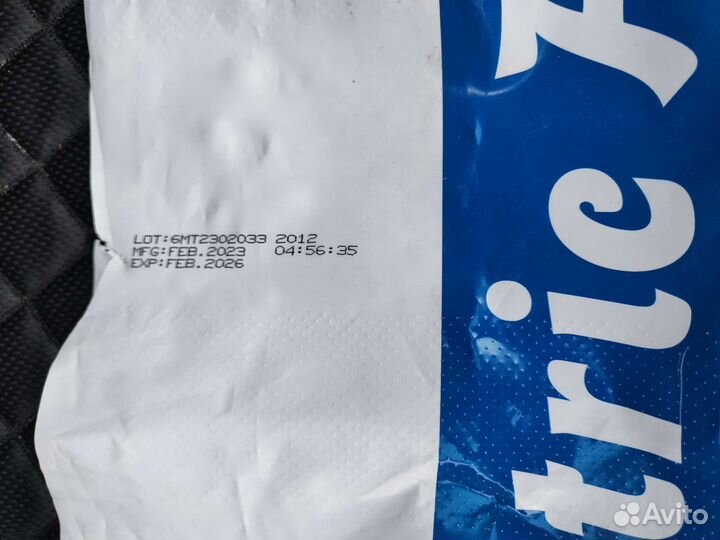 LOT:6MT2302033 2012
MFG:FEB.2023 04:56:35
EXP:FEB.2026
tric A
Avito